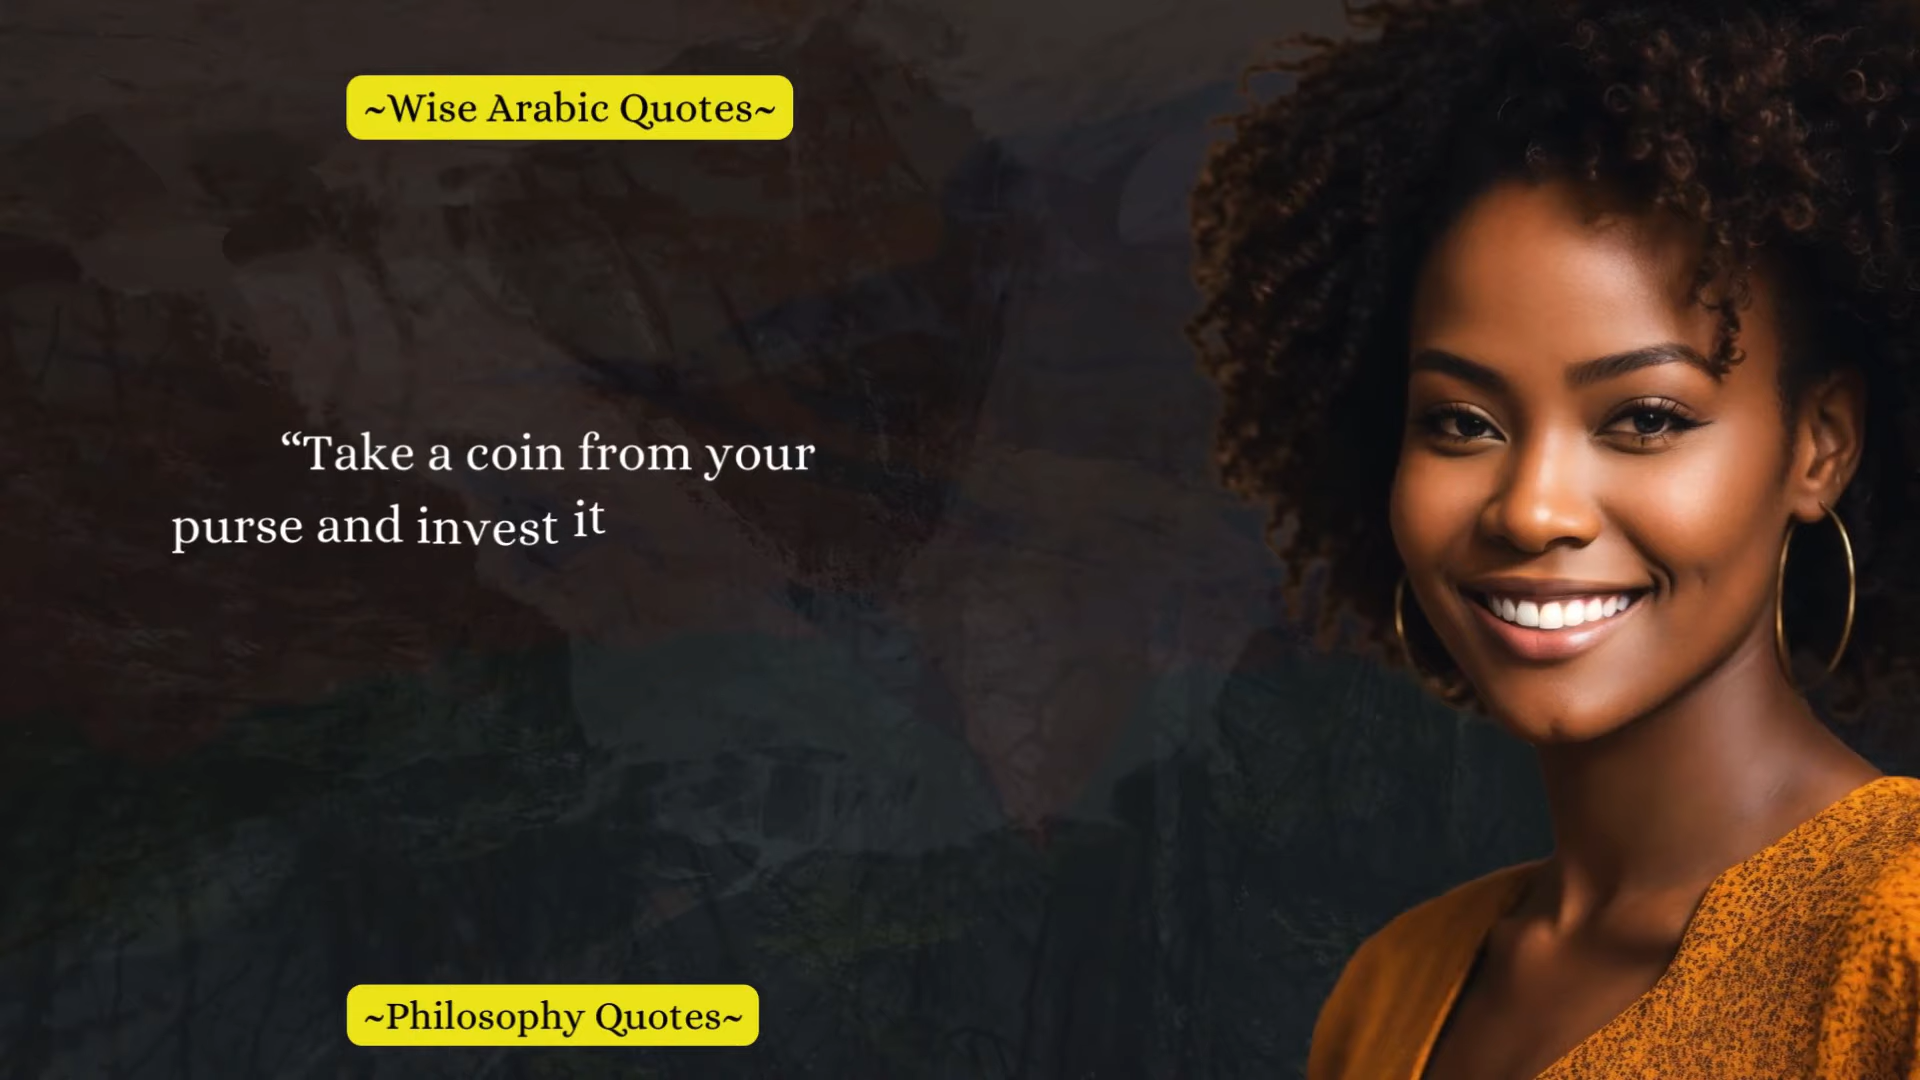 ~Wise Arabic Quotes~
“Take a coin from your
purse and invest it
~Philosophy Quotes~